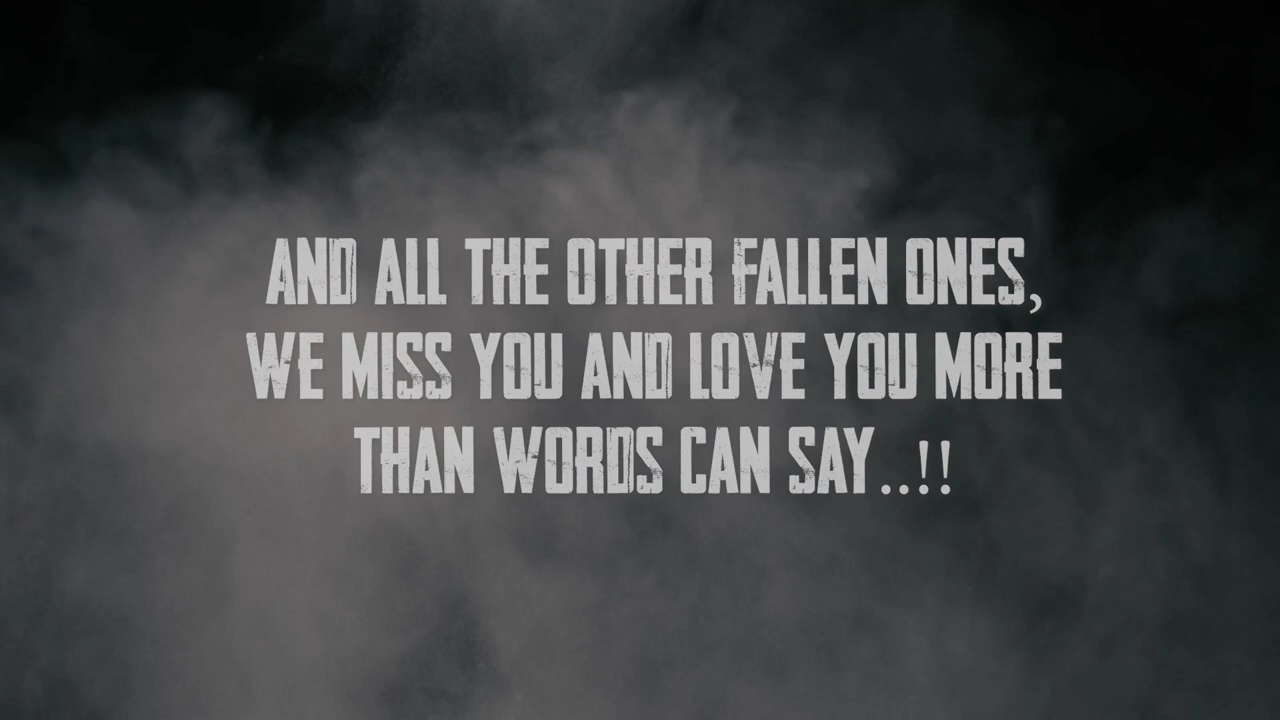 AND ALL THE OTHER FALLEN ONES,
WE MISS YOU AND LOVE YOU MORE
THAN WORDS CAN SAY..!!